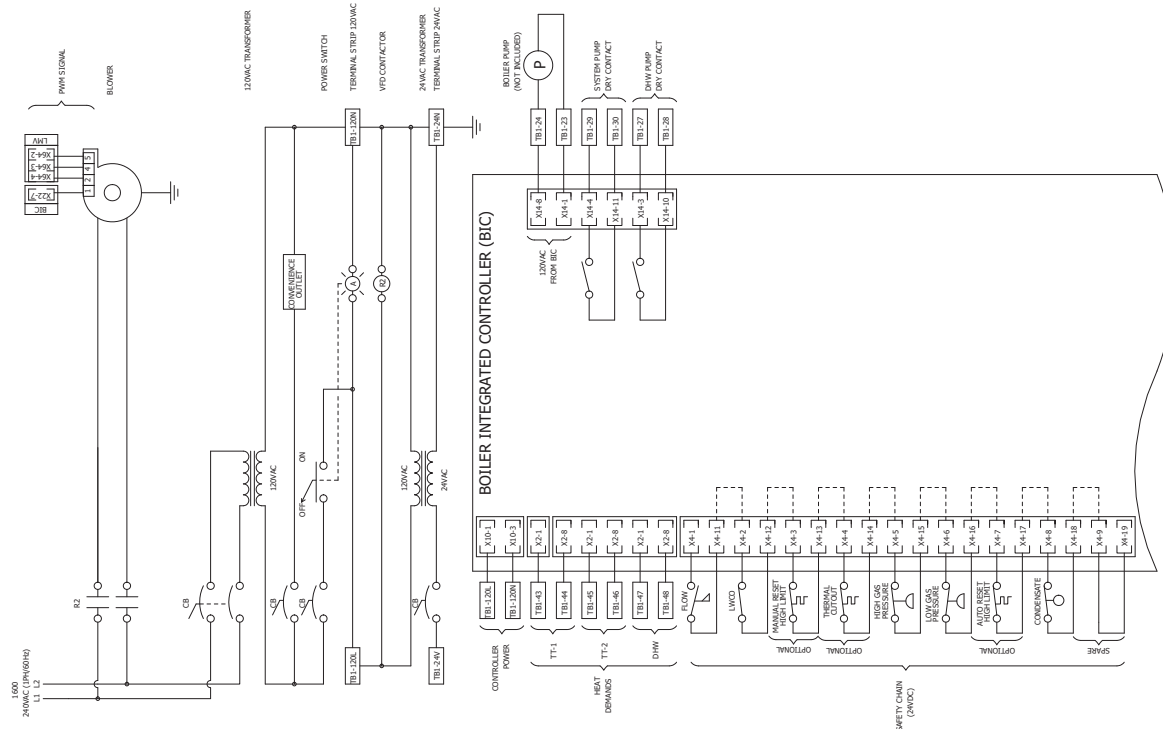 1600
240VAC (1PH/60Hz)
L1
L2
R2
BIC
LMV
X22-7
X64-4
X64-3
X64-2
1
2
4
5
PWM SIGNAL
BLOWER
CB
120VAC
120VAC TRANSFORMER
CONVENIENCE
OUTLET
CB
CB
OFF
ON
POWER SWITCH
TB1-120L
A
TB1-120N
TERMINAL STRIP 120VAC
R2
VFD CONTACTOR
120VAC
24VAC
24VAC TRANSFORMER
CB
TB1-24V
TB1-24N
TERMINAL STRIP 24VAC
BOILER INTEGRATED CONTROLLER (BIC)
BOILER PUMP
(NOT INCLUDED)
P
SYSTEM PUMP
DRY CONTACT
DHW PUMP
DRY CONTACT
TB1-24
TB1-23
TB1-29
TB1-30
TB1-27
TB1-28
X14-8
X14-1
X14-4
X14-11
X14-3
X14-10
120VAC
FROM BIC
X10-1
X10-3
X2-1
X2-8
X2-1
X2-8
X2-1
X2-8
X4-1
X4-11
X4-2
X4-12
X4-3
X4-13
X4-4
X4-14
X4-5
X4-15
X4-6
X4-16
X4-7
X4-17
X4-8
X4-18
X4-9
X4-19
TB1-120L
TB1-120N
TB1-43
TB1-44
TB1-45
TB1-46
TB1-47
TB1-48
CONTROLLER
POWER
TT-1
TT-2
DHW
HEAT
DEMANDS
FLOW
LWCO
MANUAL RESET
HIGH LIMIT
OPTIONAL
THERMAL
CUTOUT
OPTIONAL
HIGH GAS
PRESSURE
LOW GAS
PRESSURE
AUTO RESET
HIGH LIMIT
OPTIONAL
CONDENSATE
SPARE
SAFETY CHAIN
(24VDC)